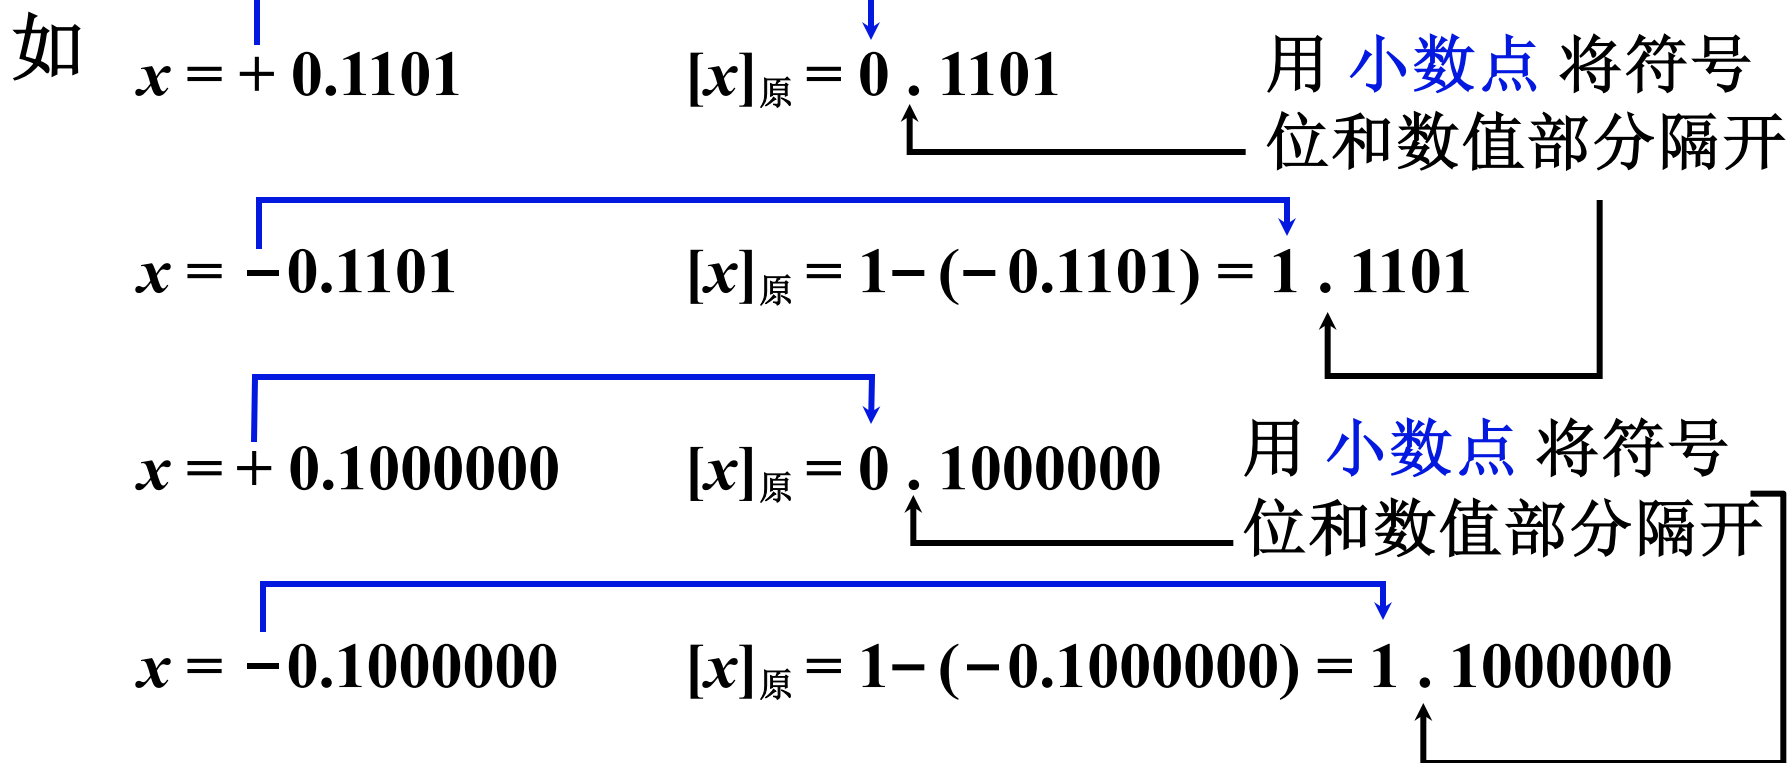 如 x = + 0.1101 [x]原 = 0 . 1101 用 小数点 将符号
位和数值部分隔开
x = −0.1101 [x]原 = 1− (− 0.1101) = 1 . 1101
x = + 0.1000000 [x]原 = 0 . 1000000 用 小数点 将符号
位和数值部分隔开
x = −0.1000000 [x]原 = 1− (−0.1000000) = 1 . 1000000